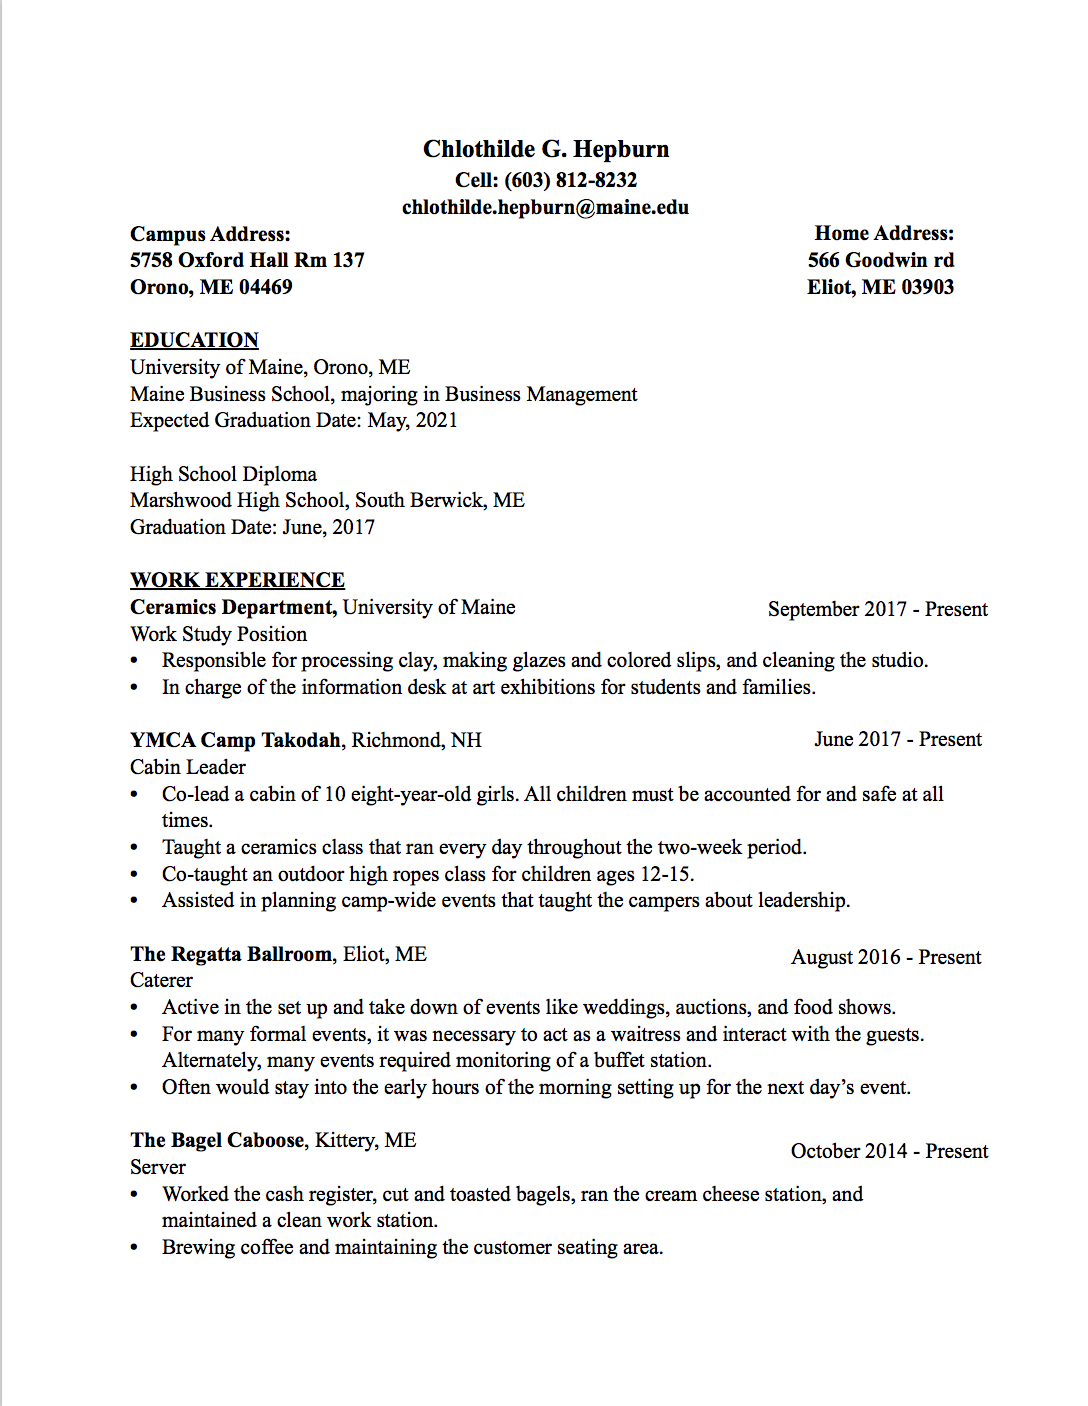 Chlothilde G. Hepburn
Cell: (603) 812-8232
chlothilde.hepburn@maine.edu
Campus Address:
5758 Oxford Hall Rm 137
Orono, ME 04469
Home Address:
566 Goodwin rd
Eliot, ME 03903
EDUCATION
University of Maine, Orono, ME
Maine Business School, majoring in Business Management
Expected Graduation Date: May, 2021
High School Diploma
Marshwood High School, South Berwick, ME
Graduation Date: June, 2017
WORK EXPERIENCE
Ceramics Department, University of Maine September 2017 - Present
Work Study Position
• Responsible for processing clay, making glazes and colored slips, and cleaning the studio.
• In charge of the information desk at art exhibitions for students and families.
YMCA Camp Takodah, Richmond, NH June 2017 - Present
Cabin Leader
• Co-lead a cabin of 10 eight-year-old girls. All children must be accounted for and safe at all
times.
• Taught a ceramics class that ran every day throughout the two-week period.
• Co-taught an outdoor high ropes class for children ages 12-15.
• Assisted in planning camp-wide events that taught the campers about leadership.
The Regatta Ballroom, Eliot, ME August 2016 - Present
Caterer
• Active in the set up and take down of events like weddings, auctions, and food shows.
• For many formal events, it was necessary to act as a waitress and interact with the guests.
Alternately, many events required monitoring of a buffet station.
• Often would stay into the early hours of the morning setting up for the next day’s event.
The Bagel Caboose, Kittery, ME October 2014 - Present
Server
• Worked the cash register, cut and toasted bagels, ran the cream cheese station, and
maintained a clean work station.
• Brewing coffee and maintaining the customer seating area.